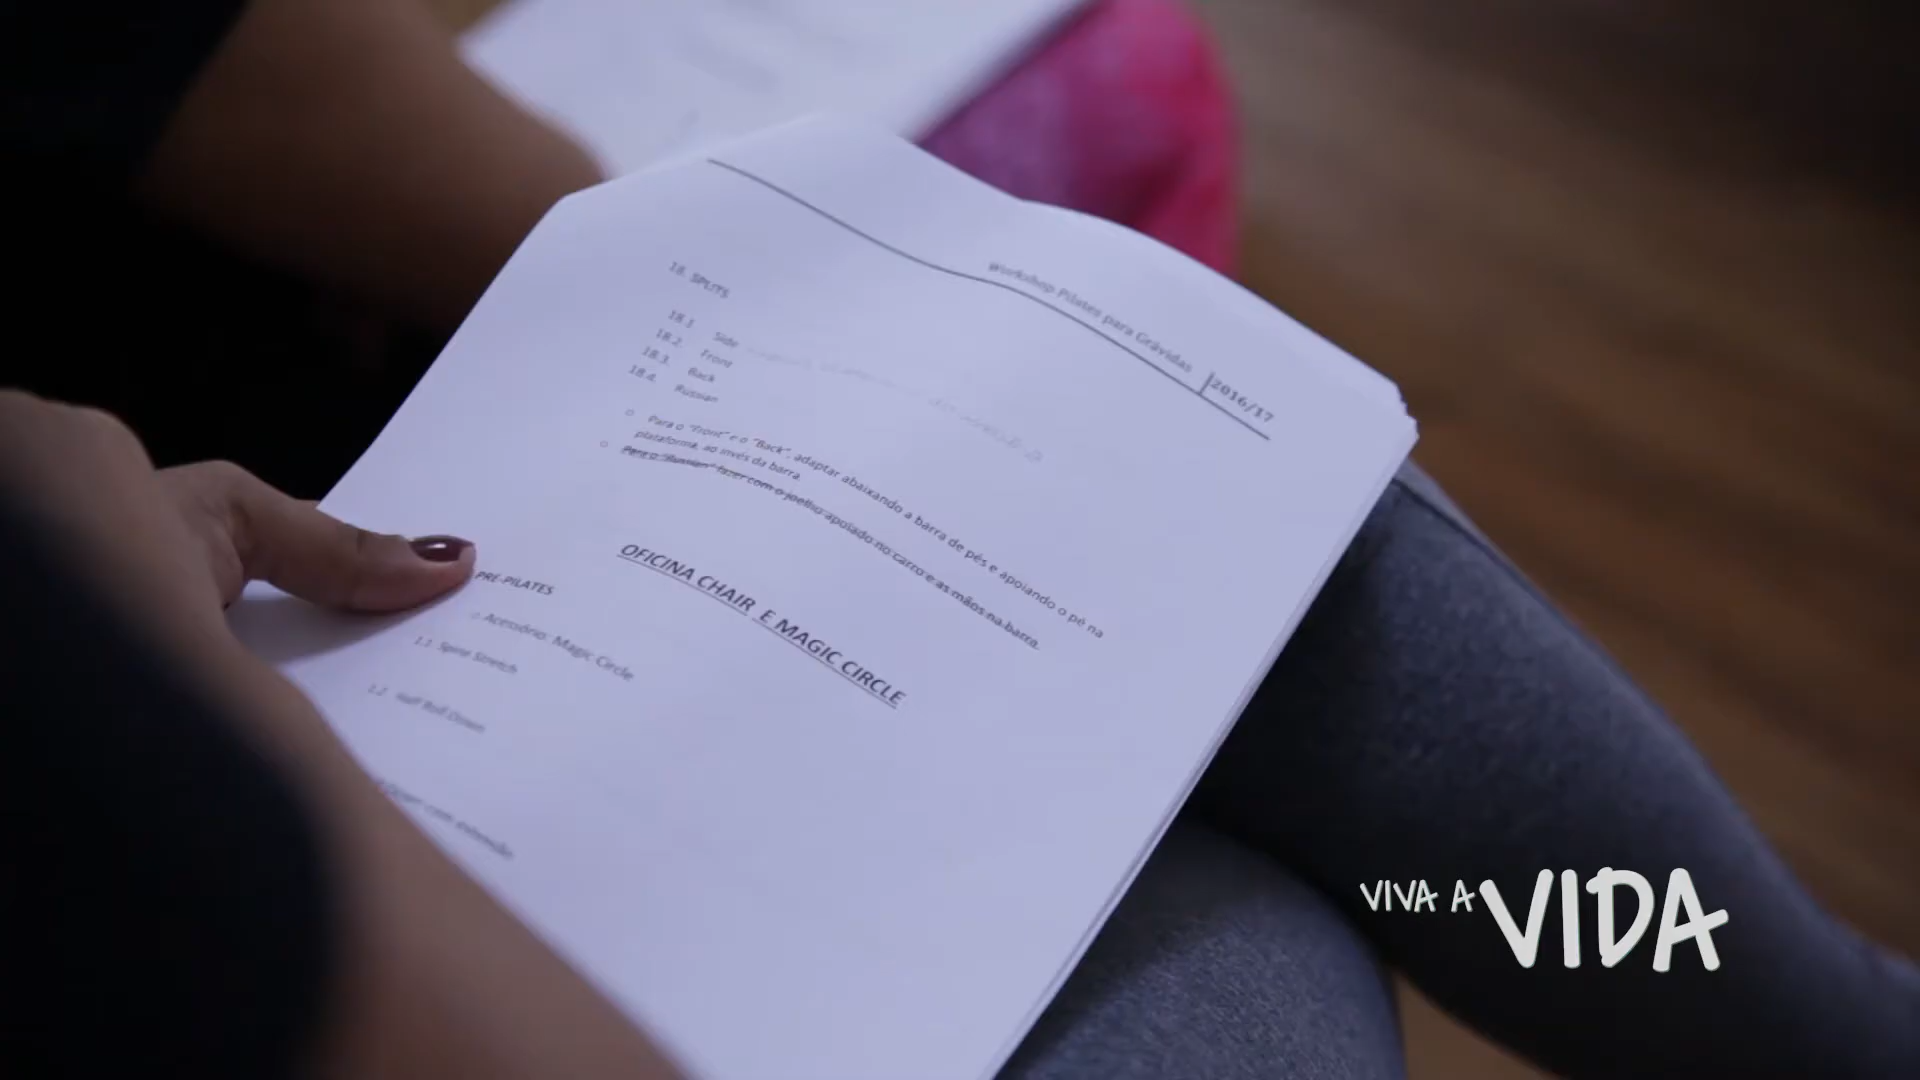 Workshop Pilates para Grávidas | 2016/17
18. SPLITS
18.1 Side
18.2. Front
18.3. Back
18.4. Russian
o Para o "Front" e o "Back", adaptar abaixando a barra de pés e apoiando o pé na
plataforma, ao invés da barra
o Para o "Russian" fazer com o joelho apoiado no carro e as mãos na barra.
OFICINA CHAIR E MAGIC CIRCLE
PRÉ-PILATES
o Acessório: Magic Circle
1.1 Spine Stretch
1.2 Half Roll Down
com extensão
VIVA A VIDA